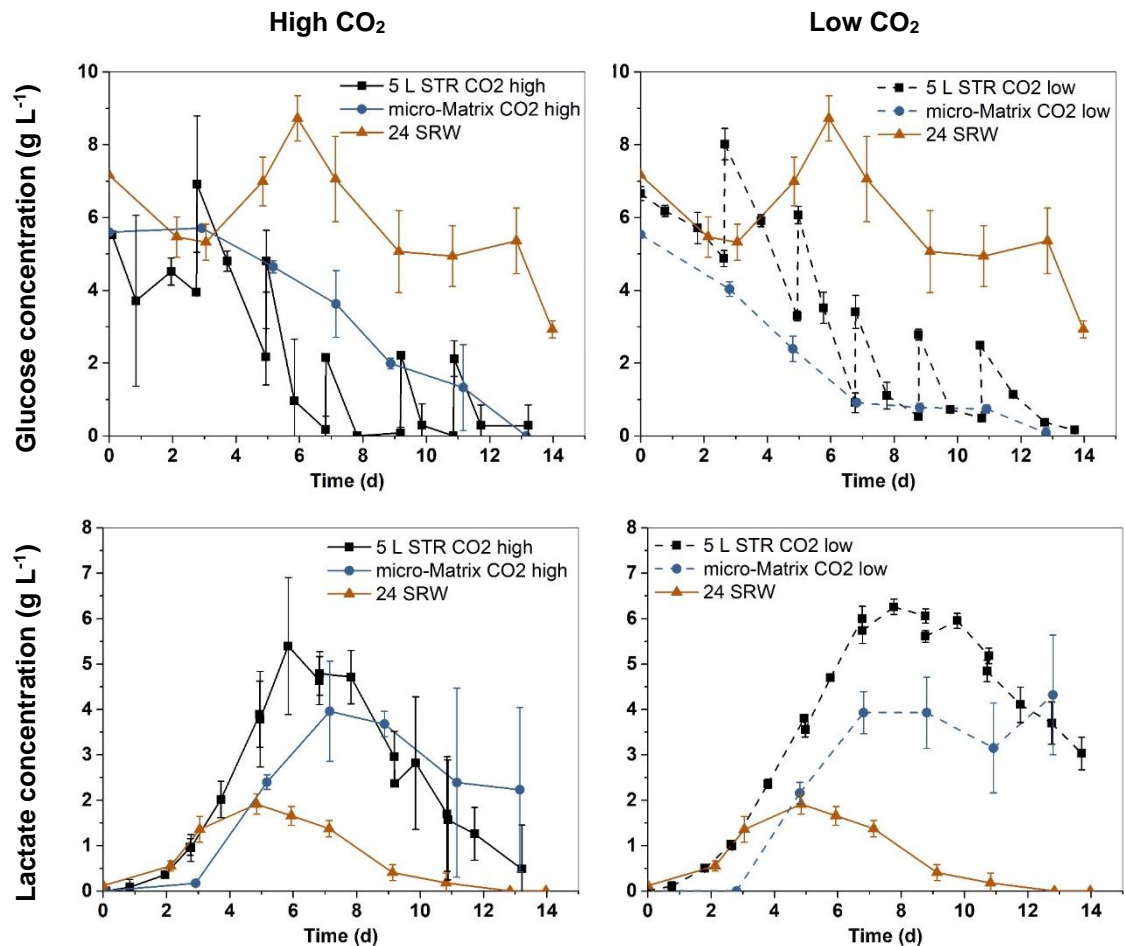 High CO₂
Low CO₂
Glucose concentration (g L⁻¹)
10
8
6
4
2
0
5 L STR CO2 high
micro-Matrix CO2 high
24 SRW
0 2 4 6 8 10 12 14
Time (d)
10
8
6
4
2
0
5 L STR CO2 low
micro-Matrix CO2 low
24 SRW
0 2 4 6 8 10 12 14
Time (d)
Lactate concentration (g L⁻¹)
8
7
6
5
4
3
2
1
0
5 L STR CO2 high
micro-Matrix CO2 high
24 SRW
0 2 4 6 8 10 12 14
Time (d)
8
7
6
5
4
3
2
1
0
5 L STR CO2 low
micro-Matrix CO2 low
24 SRW
0 2 4 6 8 10 12 14
Time (d)